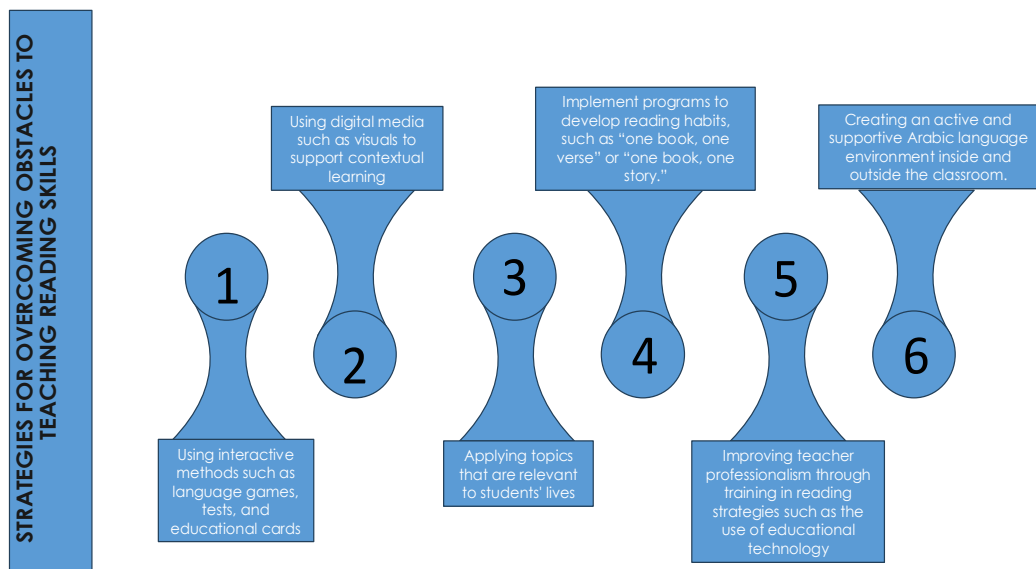 STRATEGIES FOR OVERCOMING OBSTACLES TO
TEACHING READING SKILLS
1
Using interactive
methods such as
language games,
tests, and
educational cards
2
Using digital media
such as visuals to
support contextual
learning
3
Applying topics
that are relevant
to students' lives
4
Implement programs to
develop reading habits,
such as “one book, one
verse” or “one book, one
story.”
5
Improving teacher
professionalism through
training in reading
strategies such as the
use of educational
technology
6
Creating an active and
supportive Arabic language
environment inside and
outside the classroom.